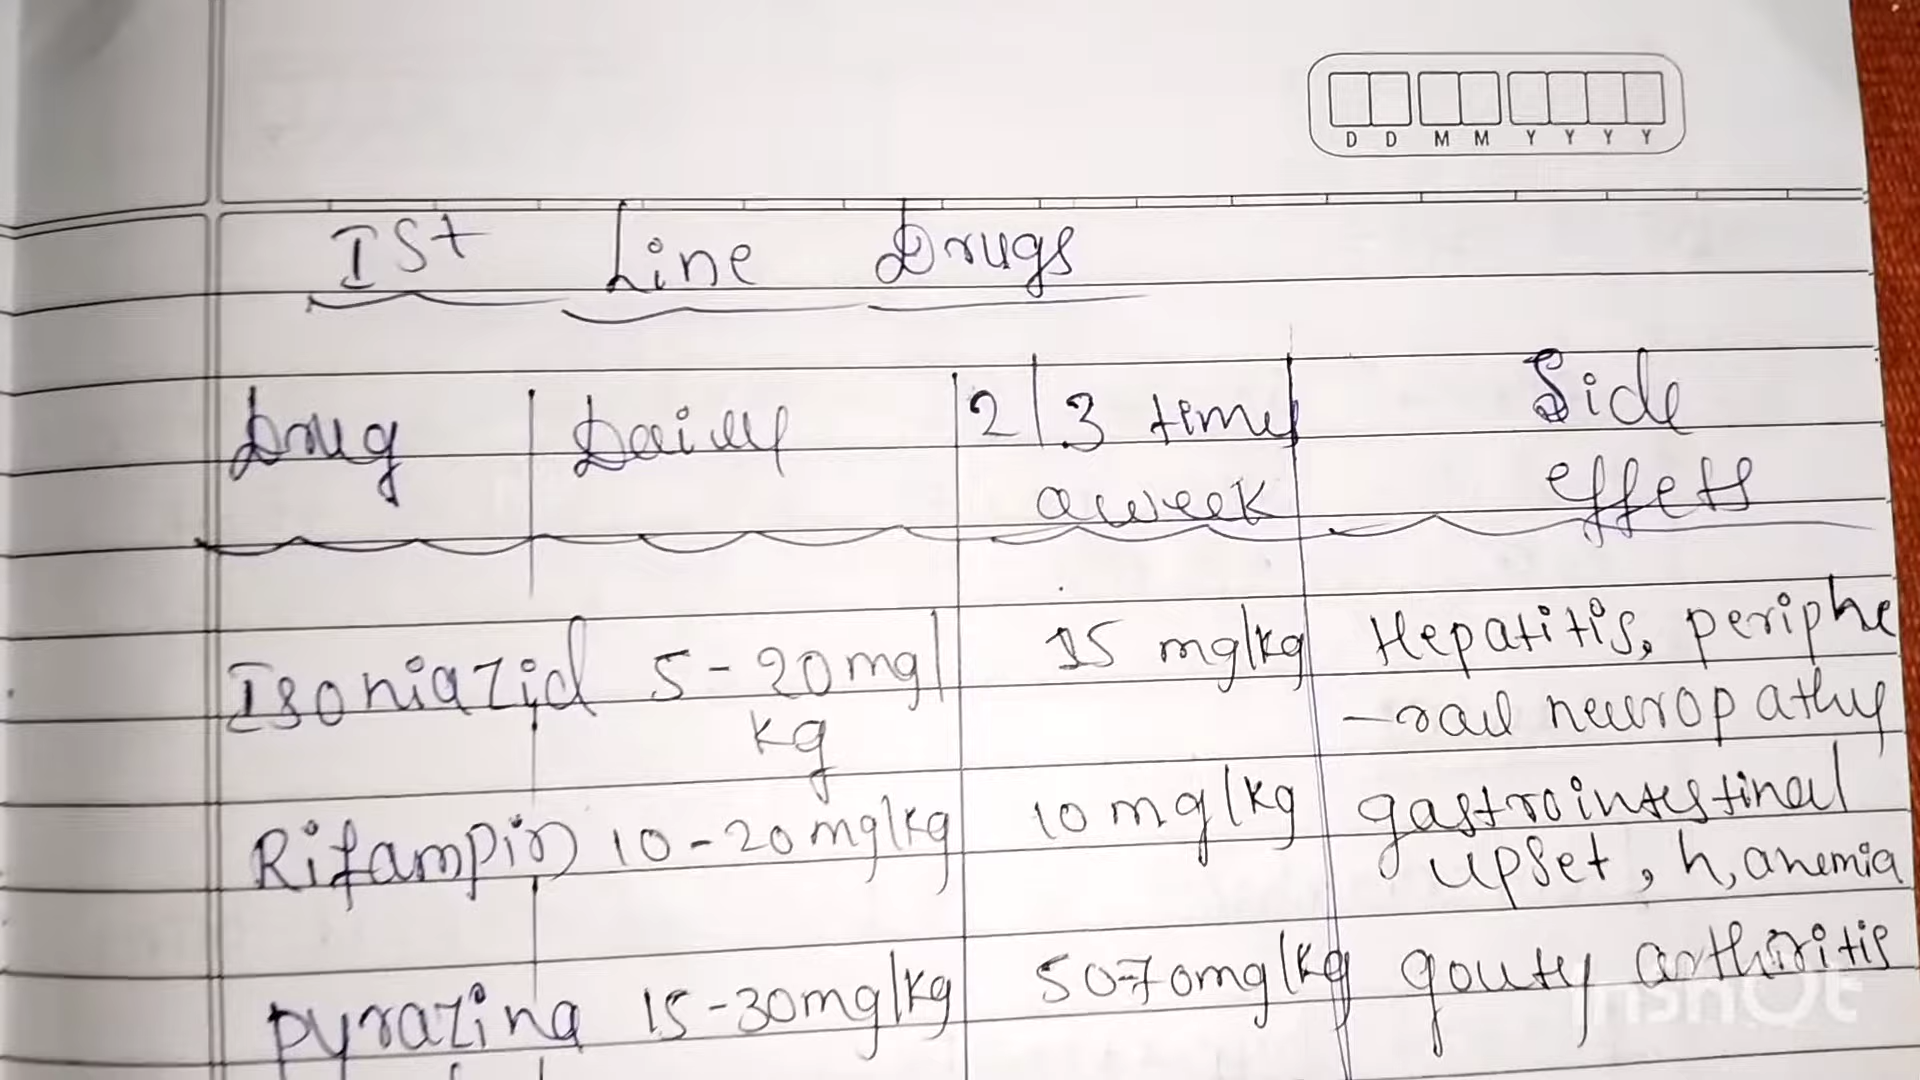 D D M M Y Y Y Y
Ist Line Drugs
Drug Daily 2/3 times Side
a week effets
Isoniazid 5-20mg/ 15 mg/kg Hepatitis, periphe
kg -ral neuropathy
Rifampin 10-20mg/kg 10 mg/kg gastrointestinal
upset, h, anemia
pyrazina 15-30mg/kg 50-70mg/kg gouty arthiritis
InShOt